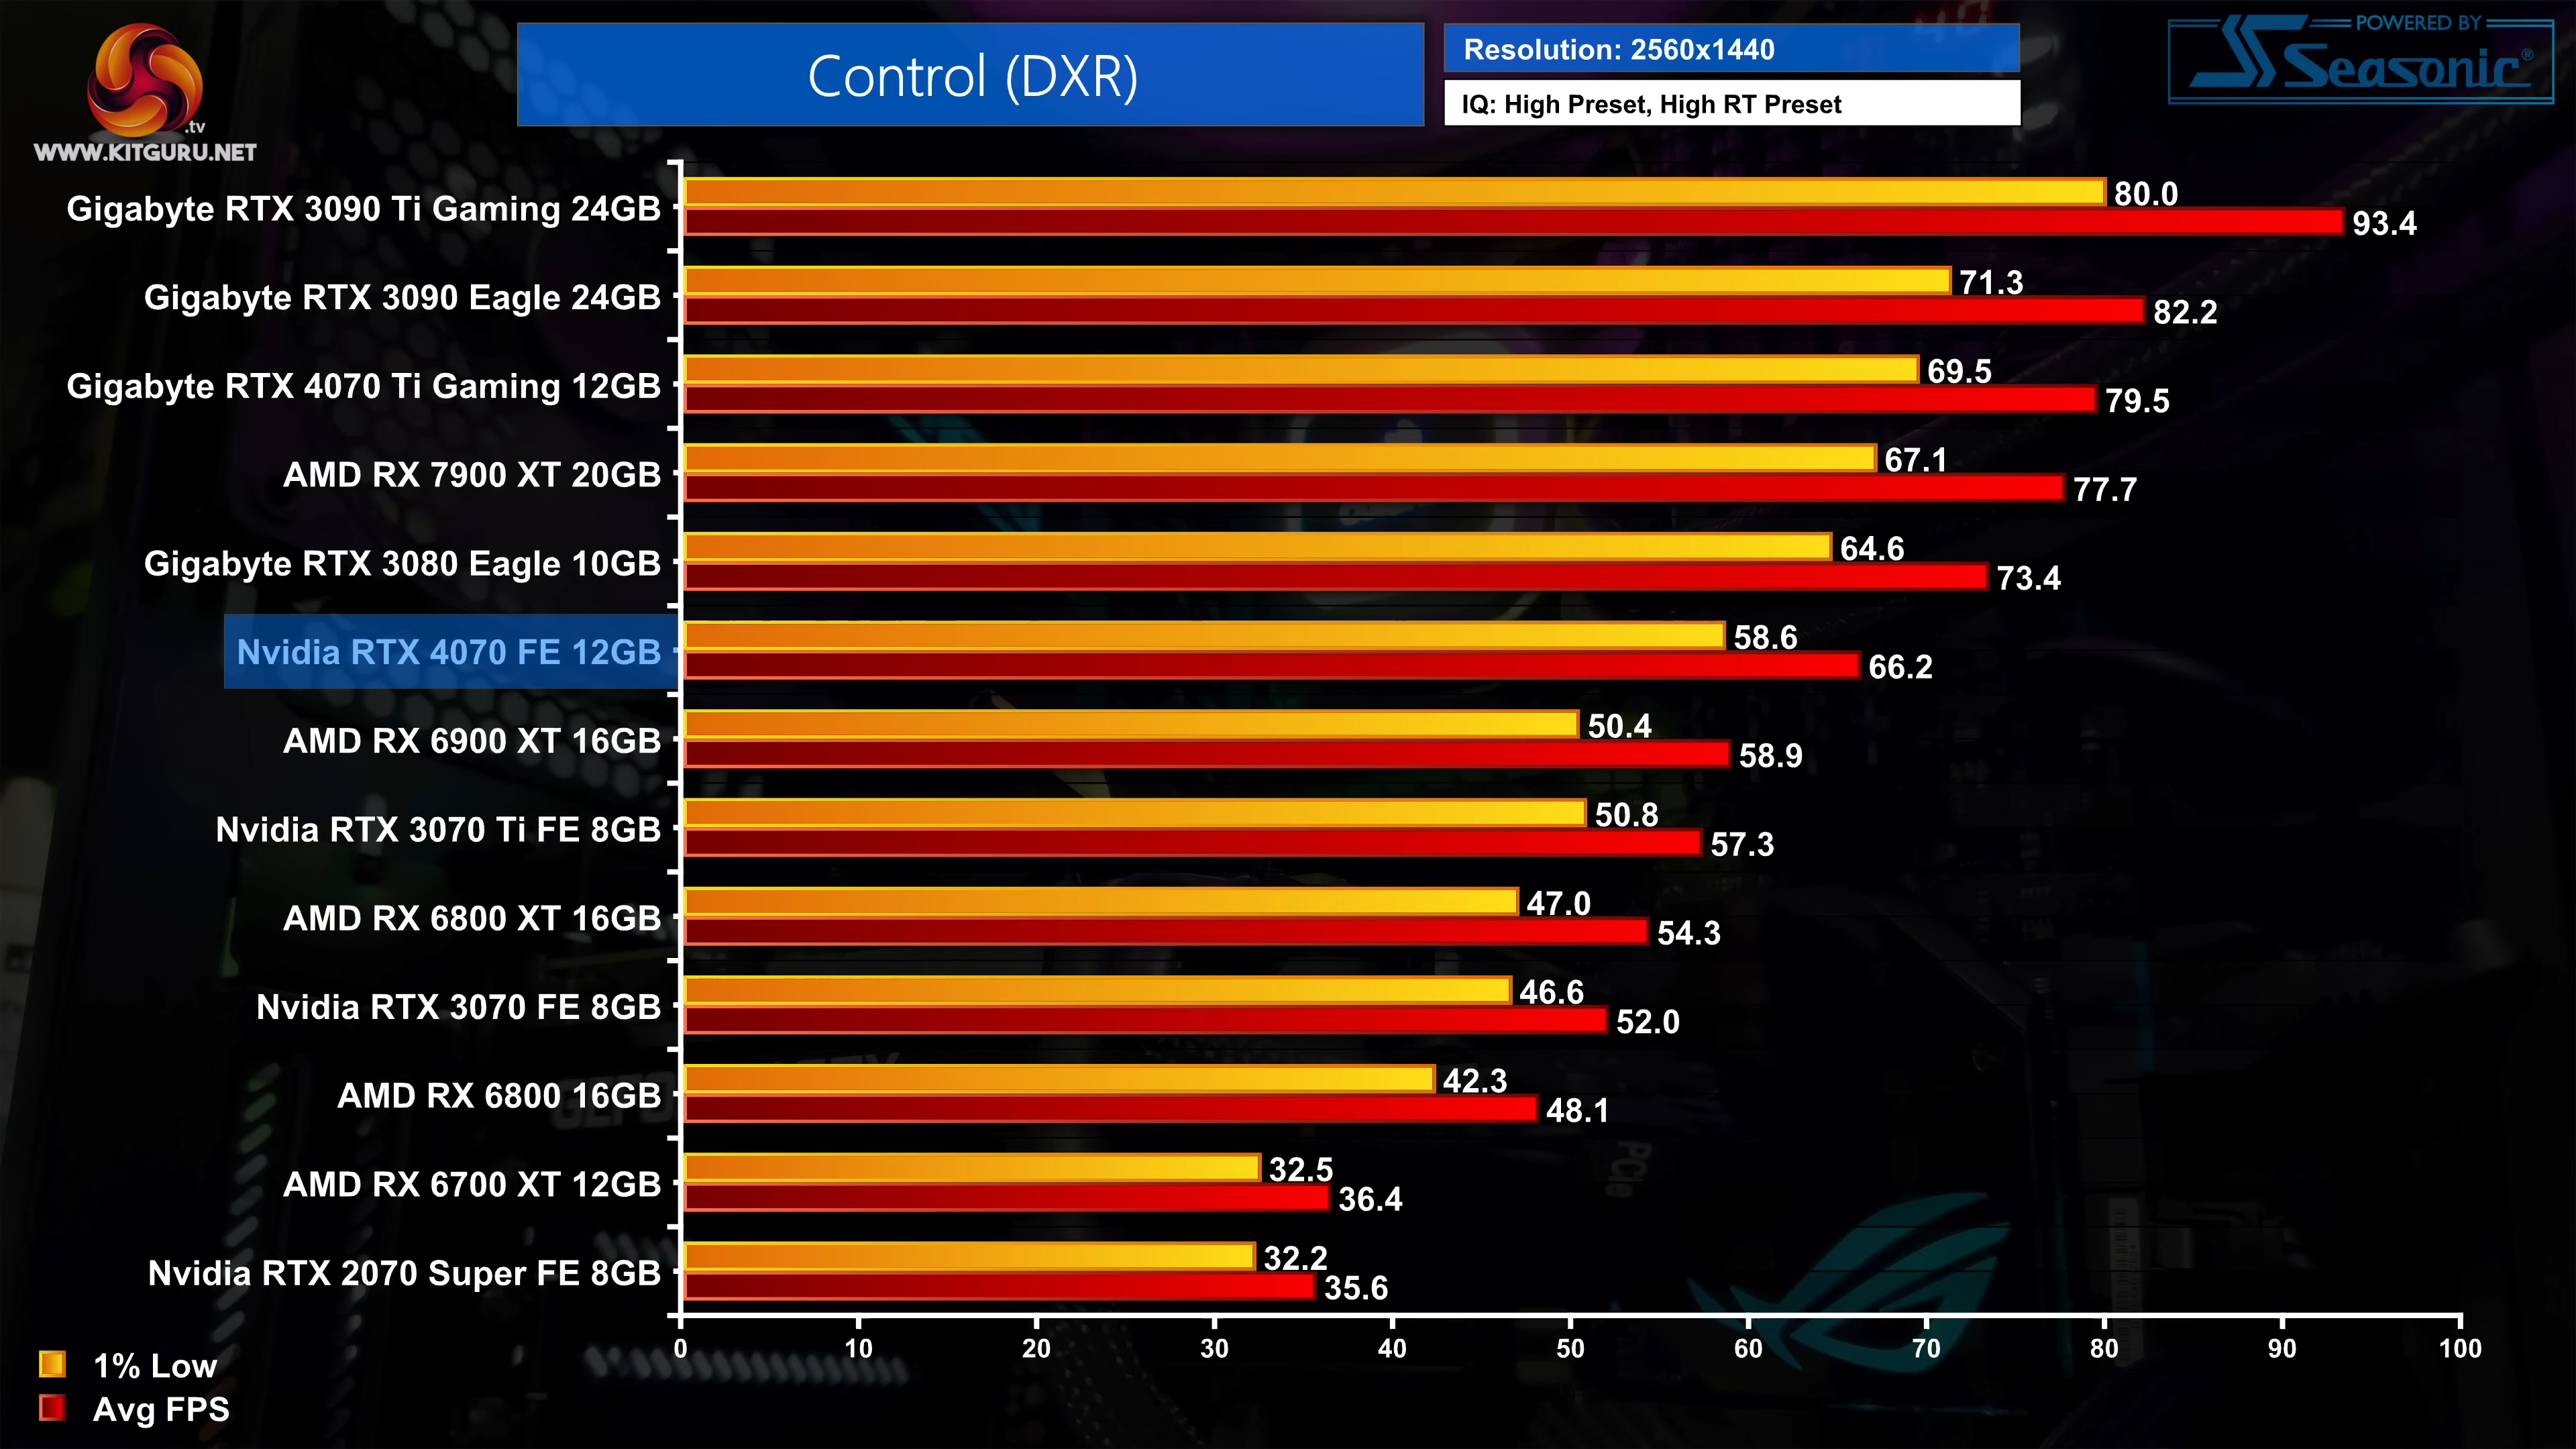 .tv
WWW.KITGURU.NET
Control (DXR)
Resolution: 2560x1440
IQ: High Preset, High RT Preset
POWERED BY
Seasonic®
Gigabyte RTX 3090 Ti Gaming 24GB
80.0
93.4
Gigabyte RTX 3090 Eagle 24GB
71.3
82.2
Gigabyte RTX 4070 Ti Gaming 12GB
69.5
79.5
AMD RX 7900 XT 20GB
67.1
77.7
Gigabyte RTX 3080 Eagle 10GB
64.6
73.4
Nvidia RTX 4070 FE 12GB
58.6
66.2
AMD RX 6900 XT 16GB
50.4
58.9
Nvidia RTX 3070 Ti FE 8GB
50.8
57.3
AMD RX 6800 XT 16GB
47.0
54.3
Nvidia RTX 3070 FE 8GB
46.6
52.0
AMD RX 6800 16GB
42.3
48.1
AMD RX 6700 XT 12GB
32.5
36.4
Nvidia RTX 2070 Super FE 8GB
32.2
35.6
0 10 20 30 40 50 60 70 80 90 100
1% Low
Avg FPS
PCIe